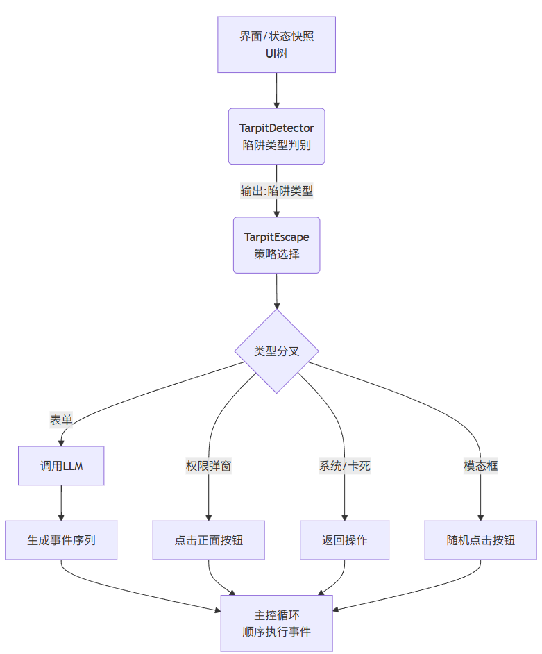 界面/状态快照
UI树
TarpitDetector
陷阱类型判别
输出:陷阱类型
TarpitEscape
策略选择
类型分叉
表单
权限弹窗
系统/卡死
模态框
调用LLM
生成事件序列
点击正面按钮
返回操作
随机点击按钮
主控循环
顺序执行事件